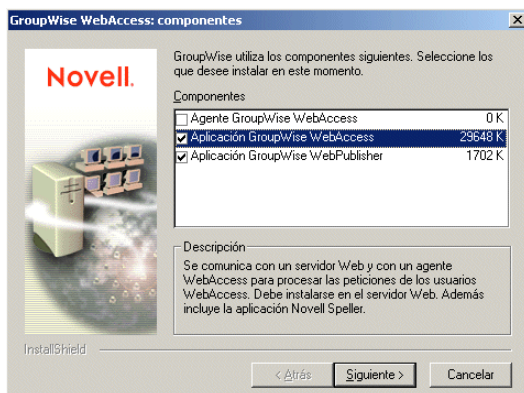 GroupWise WebAccess: componentes
Novell.
GroupWise utiliza los componentes siguientes. Seleccione los
que desee instalar en este momento.
Componentes
Agente GroupWise WebAccess 0 K
Aplicación GroupWise WebAccess 29648 K
Aplicación GroupWise WebPublisher 1702 K
Descripción
Se comunica con un servidor Web y con un agente
WebAccess para procesar las peticiones de los usuarios
WebAccess. Debe instalarse en el servidor Web. Además
incluye la aplicación Novell Speller.
InstallShield
< Atrás
Siguiente >
Cancelar